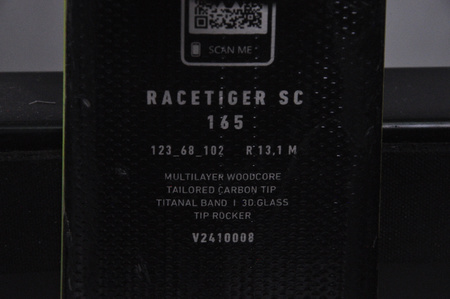 SCAN ME
RACETIGER SC
165
123_68_102 R 13,1 M
MULTILAYER WOODCORE
TAILORED CARBON TIP
TITANAL BAND | 3D.GLASS
TIP ROCKER
V2410008